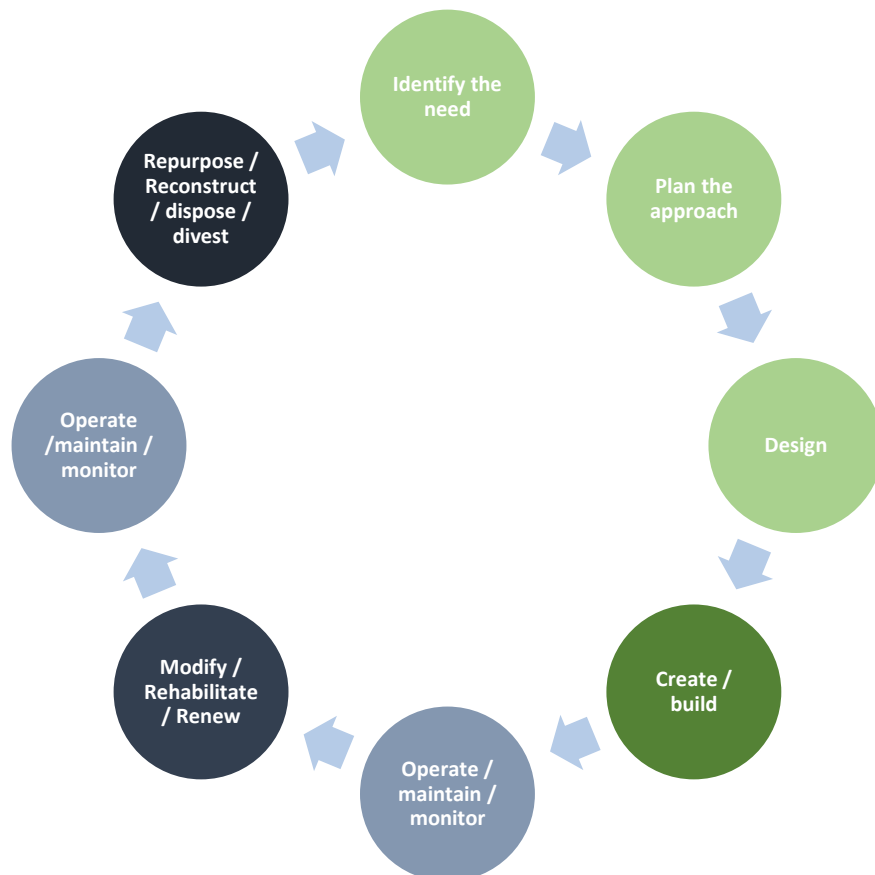 Identify the
need
Plan the
approach
Design
Create /
build
Operate /
maintain /
monitor
Modify /
Rehabilitate
/ Renew
Operate
/maintain /
monitor
Repurpose /
Reconstruct
/ dispose /
divest